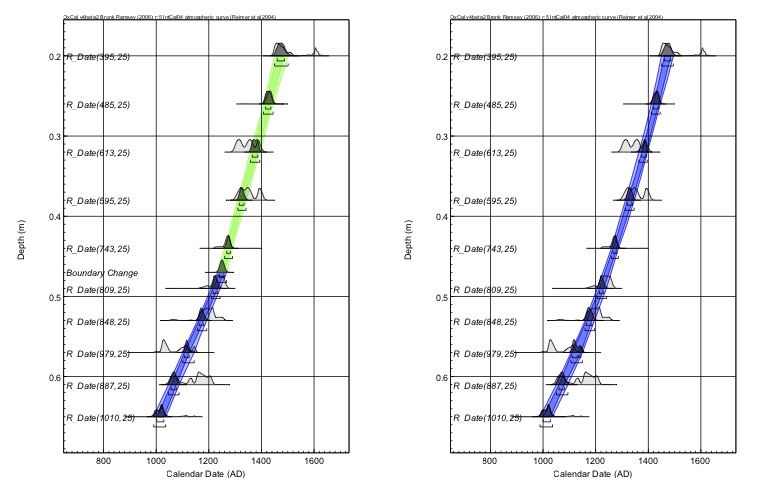 OxCal v4beta2 Bronk Ramsey (2006); r:5 IntCal04 atmospheric curve (Reimer et al 2004)
0.2
R_Date(395,25)
R_Date(485,25)
0.3
R_Date(613,25)
R_Date(595,25)
0.4
R_Date(743,25)
Boundary Change
R_Date(809,25)
0.5
R_Date(848,25)
R_Date(979,25)
0.6
R_Date(887,25)
R_Date(1010,25)
Depth (m)
800 1000 1200 1400 1600
Calendar Date (AD)
OxCal v4beta2 Bronk Ramsey (2006); r:5 IntCal04 atmospheric curve (Reimer et al 2004)
0.2
R_Date(395,25)
R_Date(485,25)
0.3
R_Date(613,25)
R_Date(595,25)
0.4
R_Date(743,25)
R_Date(809,25)
0.5
R_Date(848,25)
R_Date(979,25)
0.6
R_Date(887,25)
R_Date(1010,25)
Depth (m)
800 1000 1200 1400 1600
Calendar Date (AD)